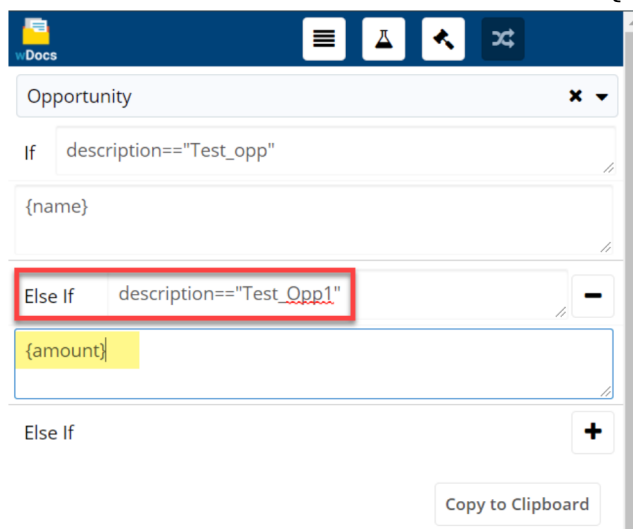 wDocs
Opportunity
If description=="Test_opp"
{name}
Else If description=="Test_Opp1"
{amount}
Else If
Copy to Clipboard